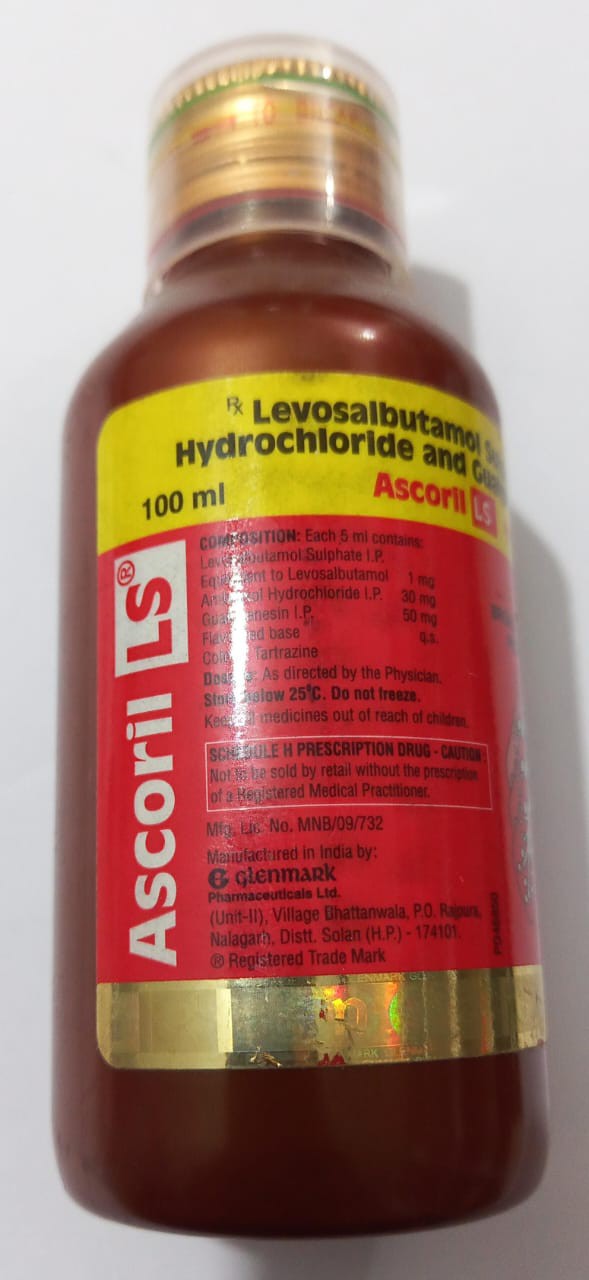 Rx Levosalbutamol
Hydrochloride and
100 ml
Ascoril LS
Ascoril LS®
COMPOSITION: Each 5 ml contains:
Levosalbutamol Sulphate I.P.
Equivalent to Levosalbutamol 1 mg
Ambroxol Hydrochloride I.P. 30 mg
Guaiphenesin I.P. 50 mg
Flavoured base q.s.
Colour: Tartrazine
Dosage: As directed by the Physician.
Store below 25°C. Do not freeze.
Keep all medicines out of reach of children.
SCHEDULE H PRESCRIPTION DRUG - CAUTION
Not to be sold by retail without the prescription
of a Registered Medical Practitioner.
Mfg. Lic. No. MNB/09/732
Manufactured in India by:
G glenmark
Pharmaceuticals Ltd.
(Unit-II), Village Bhattanwala, P.O. Rajpura,
Nalagarh, Distt. Solan (H.P.) - 174101.
® Registered Trade Mark